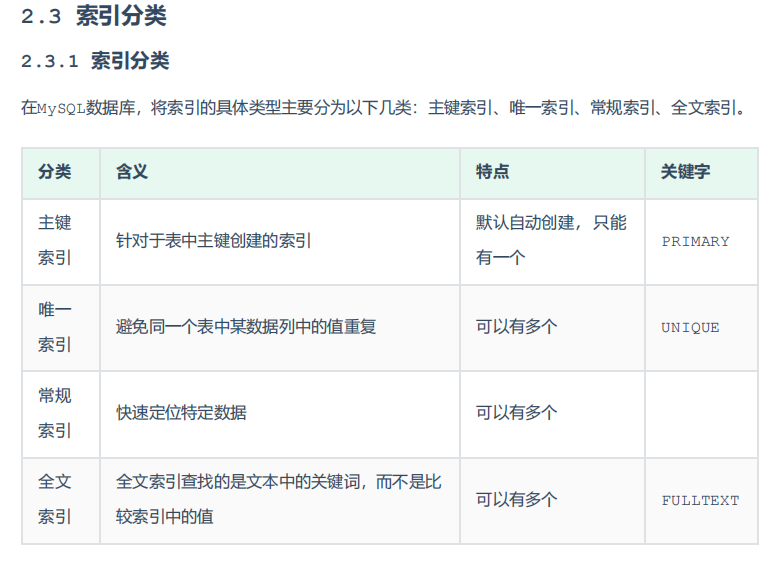 2.3 索引分类
2.3.1 索引分类
在MySQL数据库，将索引的具体类型主要分为以下几类：主键索引、唯一索引、常规索引、全文索引。
分类 含义 特点 关键字
主键索引 针对于表中主键创建的索引 默认自动创建，只能有一个 PRIMARY
唯一索引 避免同一个表中某数据列中的值重复 可以有多个 UNIQUE
常规索引 快速定位特定数据 可以有多个
全文索引 全文索引查找的是文本中的关键词，而不是比较索引中的值 可以有多个 FULLTEXT